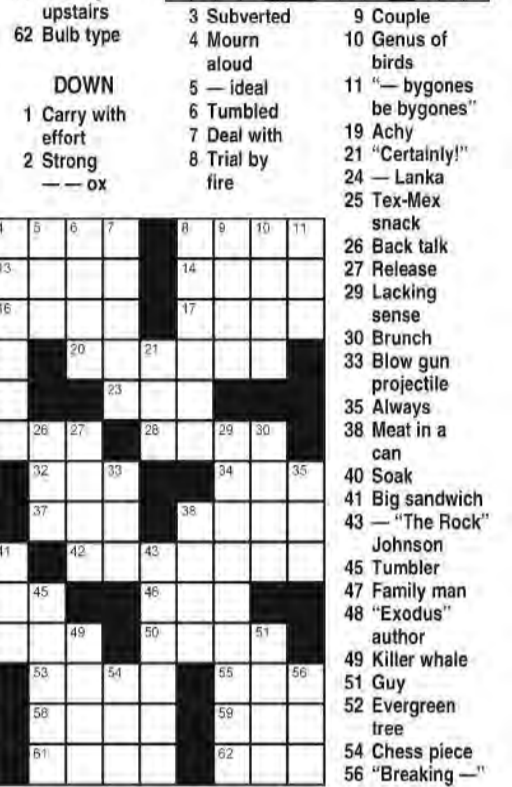 upstairs
62 Bulb type
DOWN
1 Carry with
effort
2 Strong
— — ox
3 Subverted
4 Mourn
aloud
5 — ideal
6 Tumbled
7 Deal with
8 Trial by
fire
9 Couple
10 Genus of
birds
11 "— bygones
be bygones"
19 Achy
21 "Certainly!"
24 — Lanka
25 Tex-Mex
snack
26 Back talk
27 Release
29 Lacking
sense
30 Brunch
33 Blow gun
projectile
35 Always
38 Meat in a
can
40 Soak
41 Big sandwich
43 — "The Rock"
Johnson
45 Tumbler
47 Family man
48 "Exodus"
author
49 Killer whale
51 Guy
52 Evergreen
tree
54 Chess piece
56 "Breaking —"
4 5 6 7 8 9 10 11
13 14
16 17
20 21
23
26 27 28 29 30
32 33 34 35
37 38
41 42 43
45 46
49 50 51
53 54 55 56
58 59
61 62